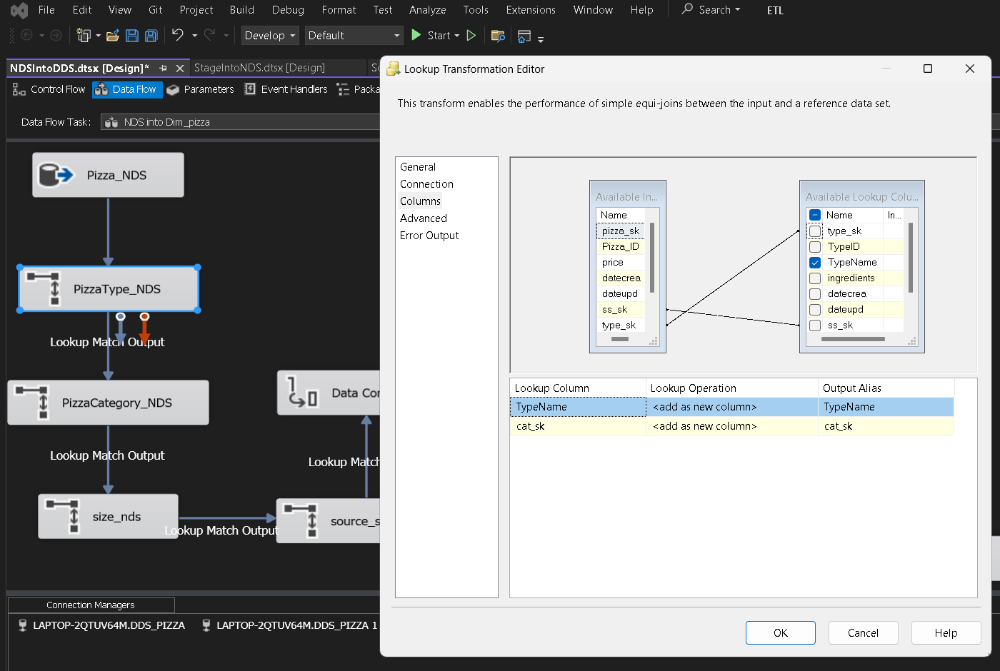 File Edit View Git Project Build Debug Format Test Analyze Tools Extensions Window Help Search ETL
Develop Default Start
NDSIntoDDS.dtsx [Design]* StageIntoNDS.dtsx [Design] Sc
Control Flow Data Flow Parameters Event Handlers Packa
Data Flow Task: NDS into Dim_pizza
Pizza_NDS
PizzaType_NDS
Lookup Match Output
PizzaCategory_NDS
Data Cor
Lookup Match Output
Lookup Match
size_nds
source_s
Lookup Match Output
Connection Managers
LAPTOP-2QTUV64M.DDS_PIZZA LAPTOP-2QTUV64M.DDS_PIZZA 1
Lookup Transformation Editor
This transform enables the performance of simple equi-joins between the input and a reference data set.
General
Connection
Columns
Advanced
Error Output
Available In...
Name
pizza_sk
Pizza_ID
price
datecrea
dateupd
ss_sk
type_sk
Available Lookup Colu...
Name In...
type_sk
TypeID
TypeName
ingredients
datecrea
dateupd
ss_sk
Lookup Column Lookup Operation Output Alias
TypeName <add as new column> TypeName
cat_sk <add as new column> cat_sk
OK Cancel Help